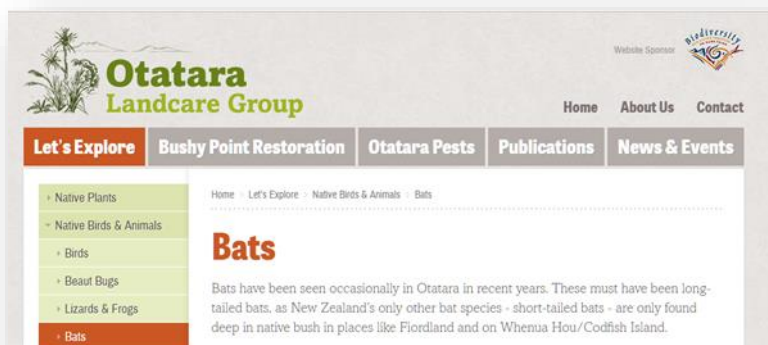 Otatara
Landcare Group
Website Sponsor
Biodiversity
Home About Us Contact
Let's Explore Bushy Point Restoration Otatara Pests Publications News & Events
Native Plants
Native Birds & Animals
Birds
Beaut Bugs
Lizards & Frogs
Bats
Home > Let's Explore > Native Birds & Animals > Bats
Bats
Bats have been seen occasionally in Otatara in recent years. These must have been long-
tailed bats, as New Zealand's only other bat species - short-tailed bats - are only found
deep in native bush in places like Fiordland and on Whenua Hou/Codfish Island.